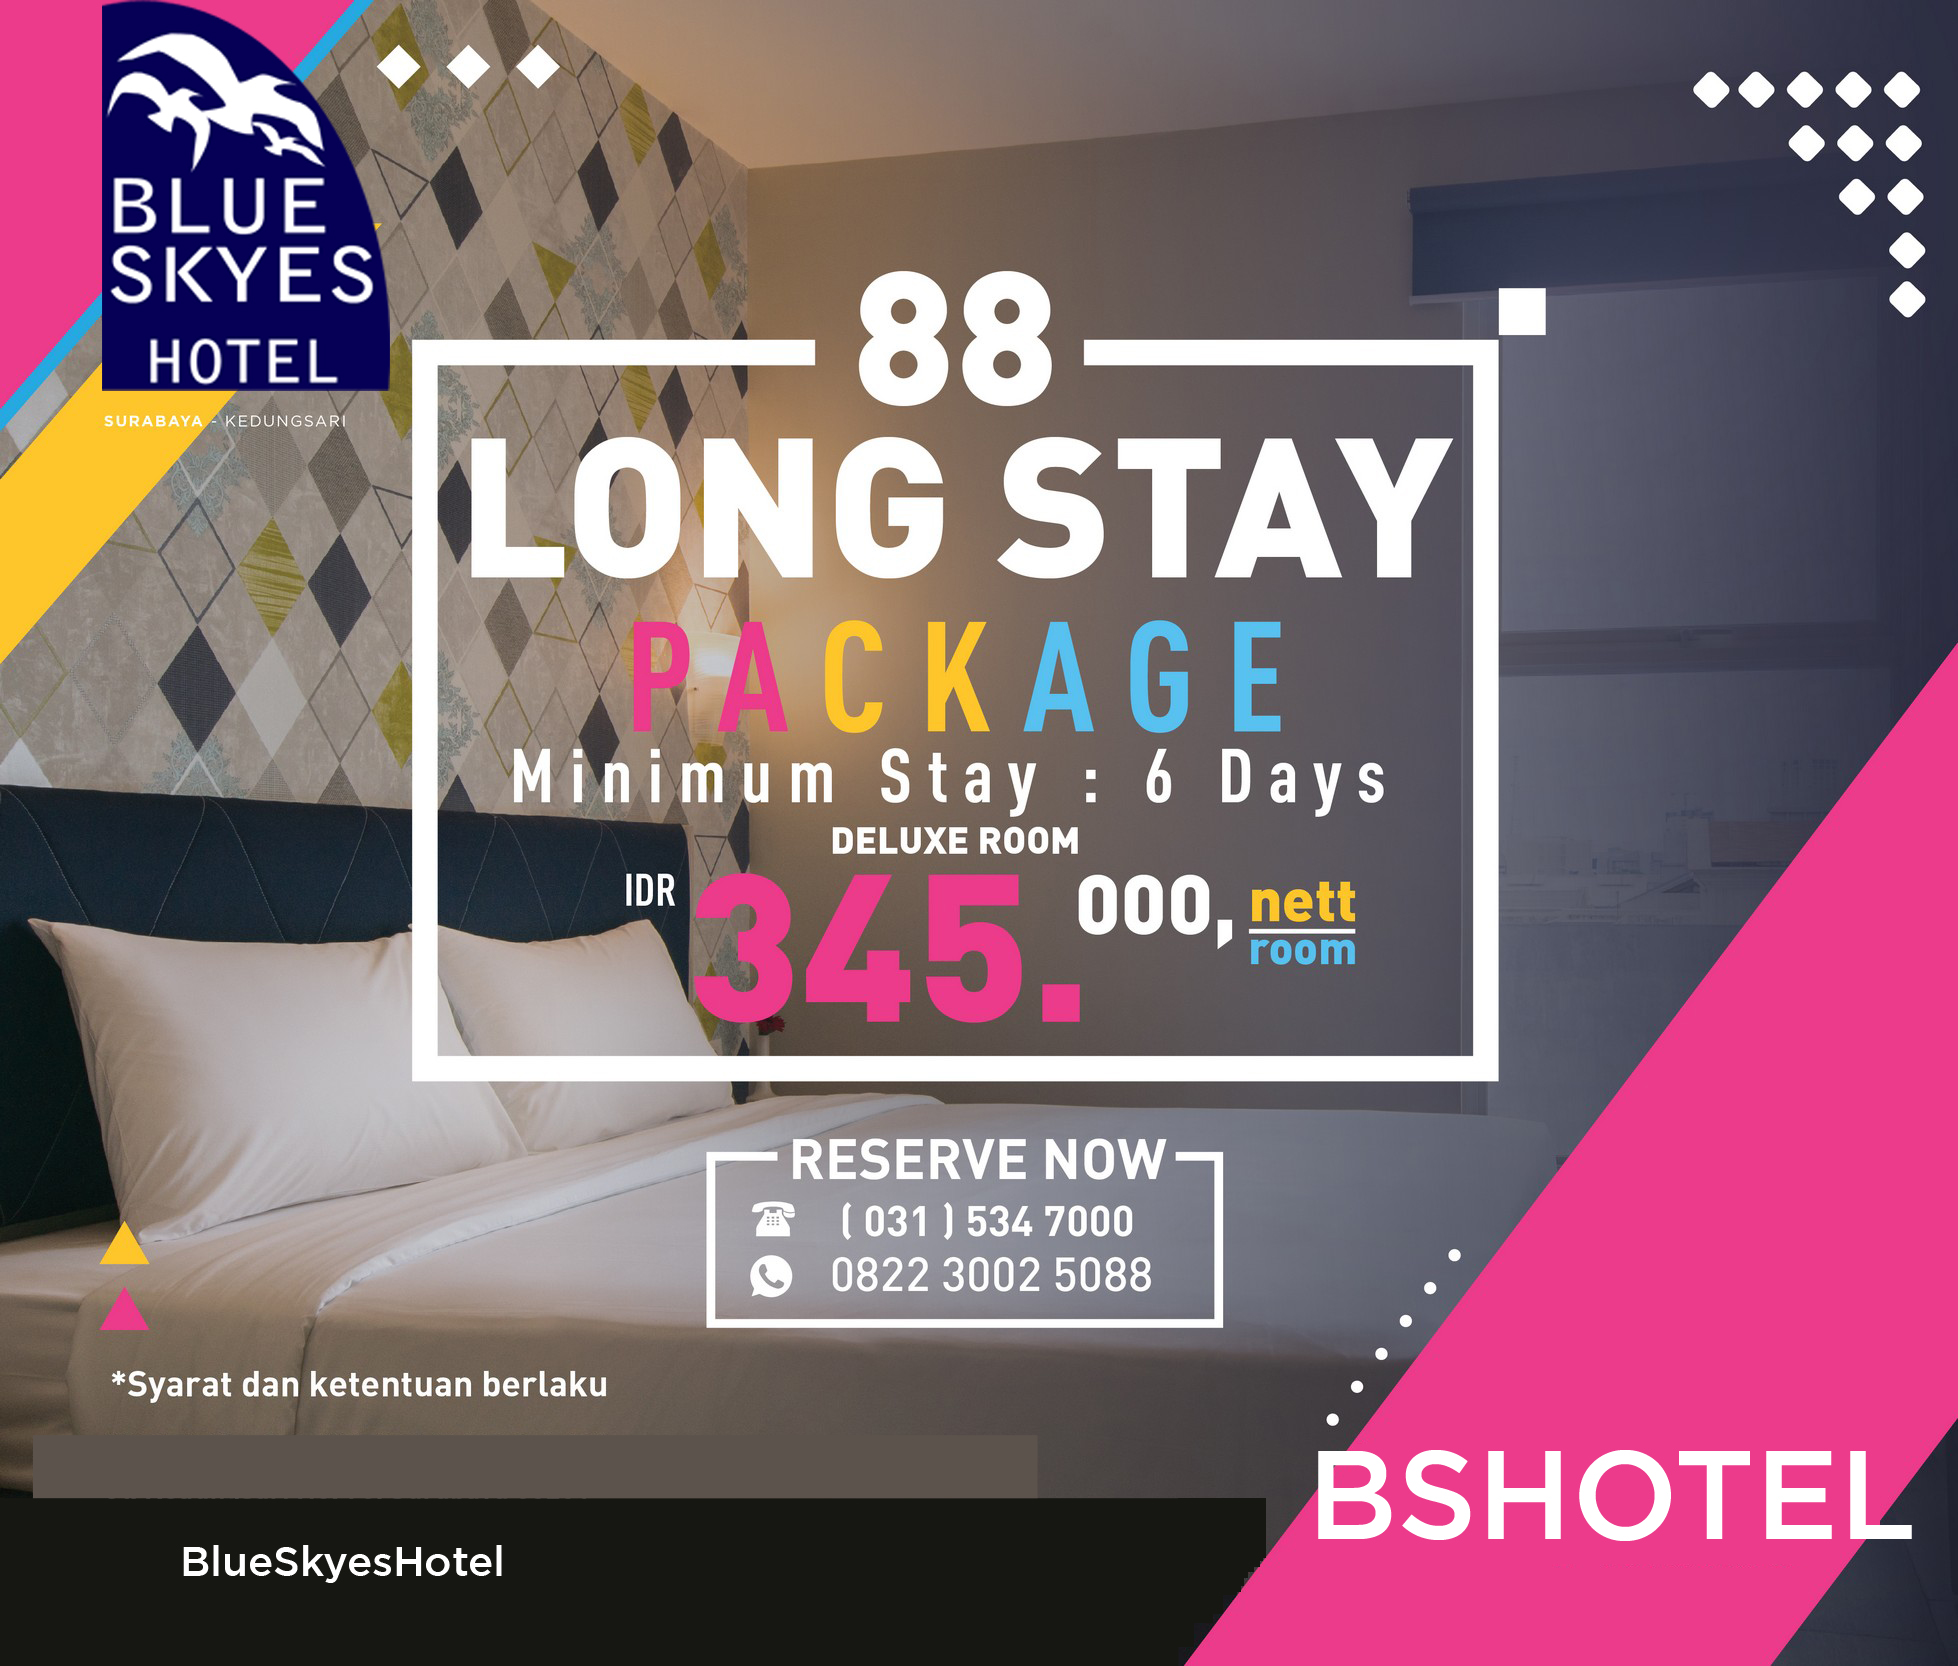 BLUE
SKYES
HOTEL
SURABAYA - KEDUNGSARI
88
LONG STAY
PACKAGE
Minimum Stay : 6 Days
DELUXE ROOM
IDR 345.000, nett
room
RESERVE NOW
( 031 ) 534 7000
0822 3002 5088
*Syarat dan ketentuan berlaku
BSHOTEL
BlueSkyesHotel